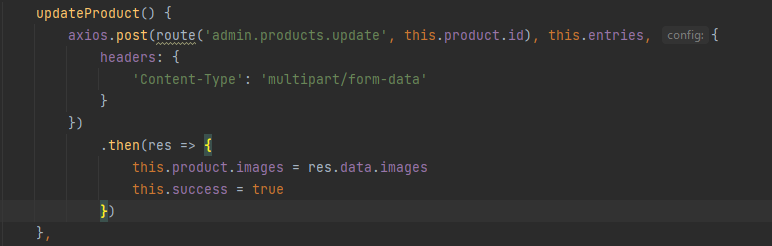 updateProduct() {
axios.post(route('admin.products.update', this.product.id), this.entries, config: {
headers: {
'Content-Type': 'multipart/form-data'
}
})
.then(res => {
this.product.images = res.data.images
this.success = true
})
},